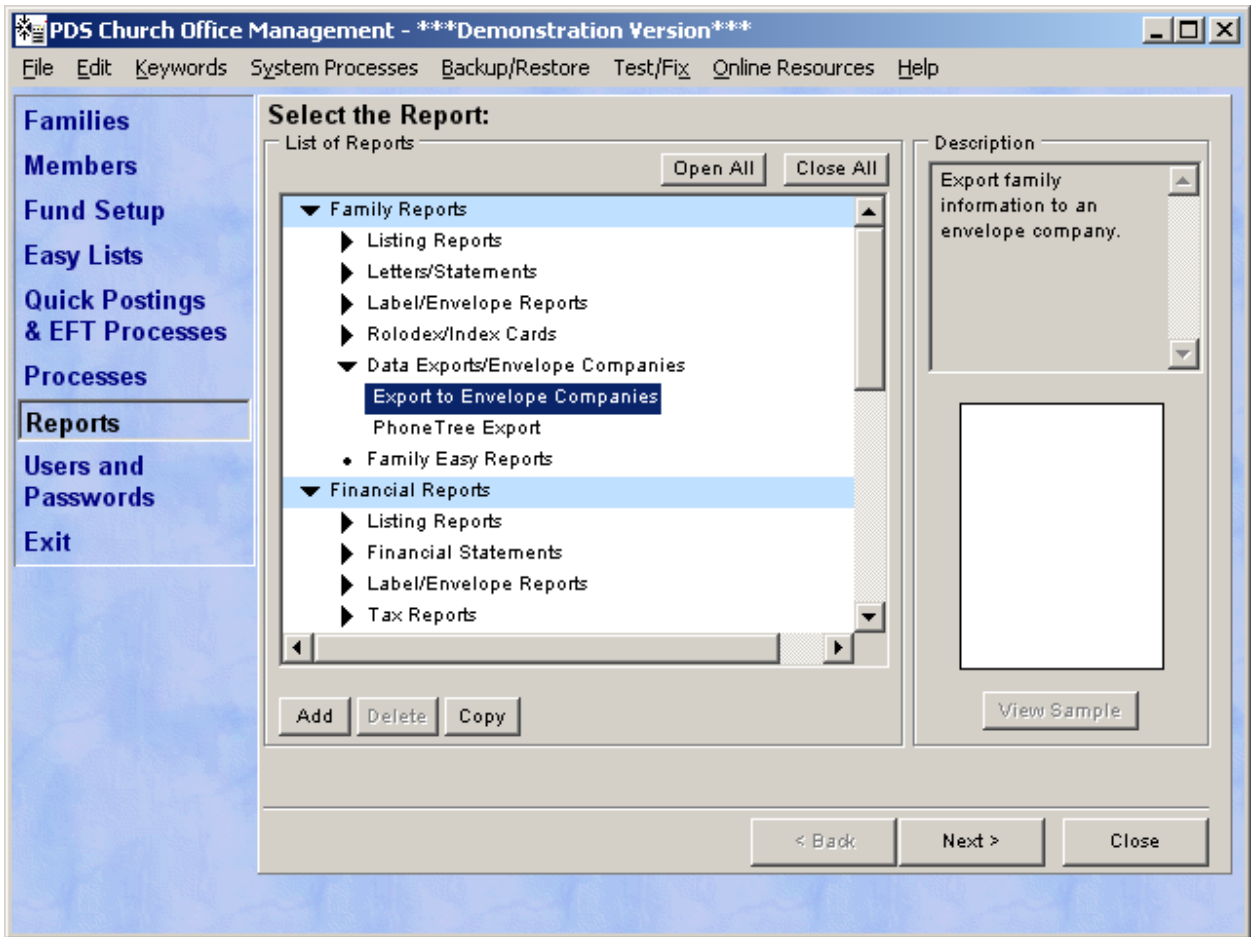 PDS Church Office Management - ***Demonstration Version***
File Edit Keywords System Processes Backup/Restore Test/Fix Online Resources Help
Families
Members
Fund Setup
Easy Lists
Quick Postings
& EFT Processes
Processes
Reports
Users and
Passwords
Exit
Select the Report:
List of Reports
Open All Close All
Family Reports
Listing Reports
Letters/Statements
Label/Envelope Reports
Rolodex/Index Cards
Data Exports/Envelope Companies
Export to Envelope Companies
PhoneTree Export
Family Easy Reports
Financial Reports
Listing Reports
Financial Statements
Label/Envelope Reports
Tax Reports
Add Delete Copy
Description
Export family
information to an
envelope company.
View Sample
< Back Next > Close